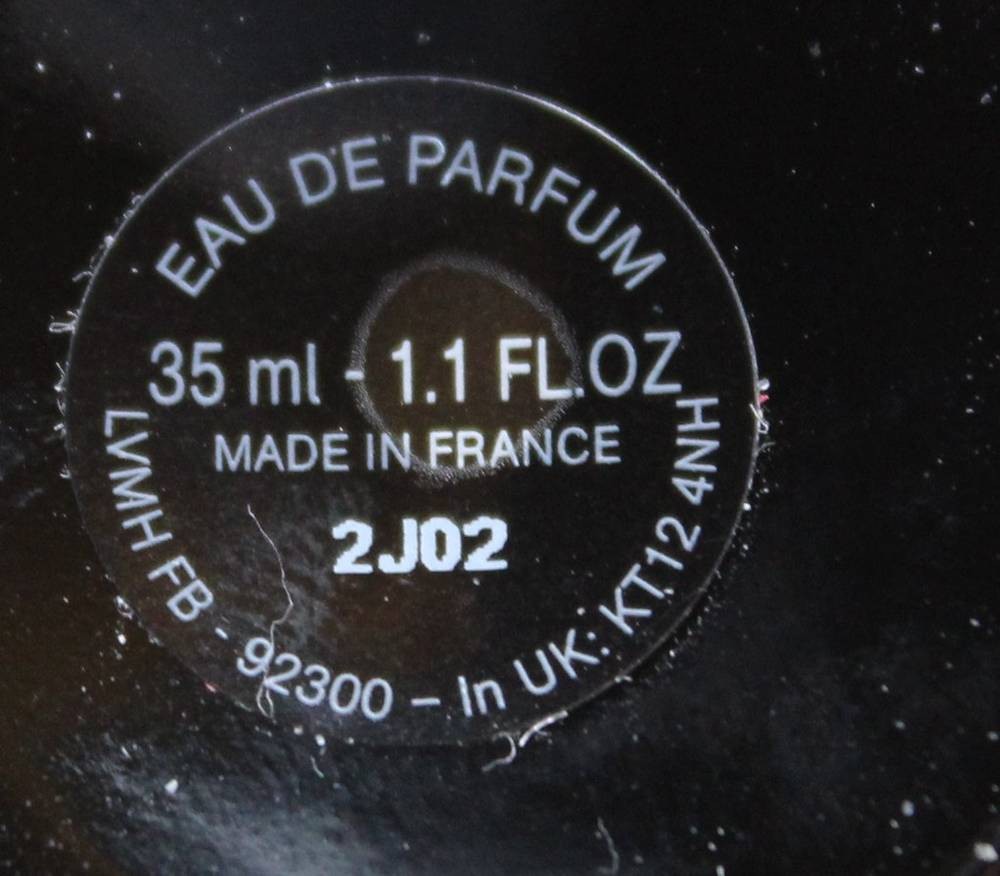 EAU DE PARFUM
35 ml - 1.1 FL.OZ
MADE IN FRANCE
2J02
LVMH FB - 92300 – In UK: KT12 4NH